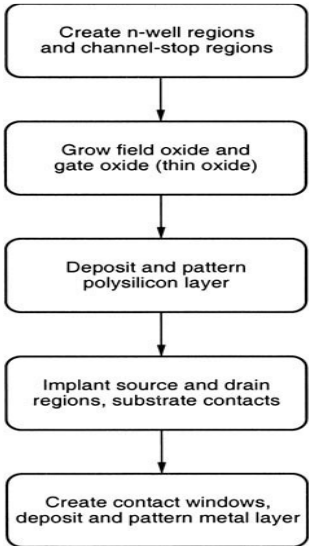 Create n-well regions
and channel-stop regions
Grow field oxide and
gate oxide (thin oxide)
Deposit and pattern
polysilicon layer
Implant source and drain
regions, substrate contacts
Create contact windows,
deposit and pattern metal layer